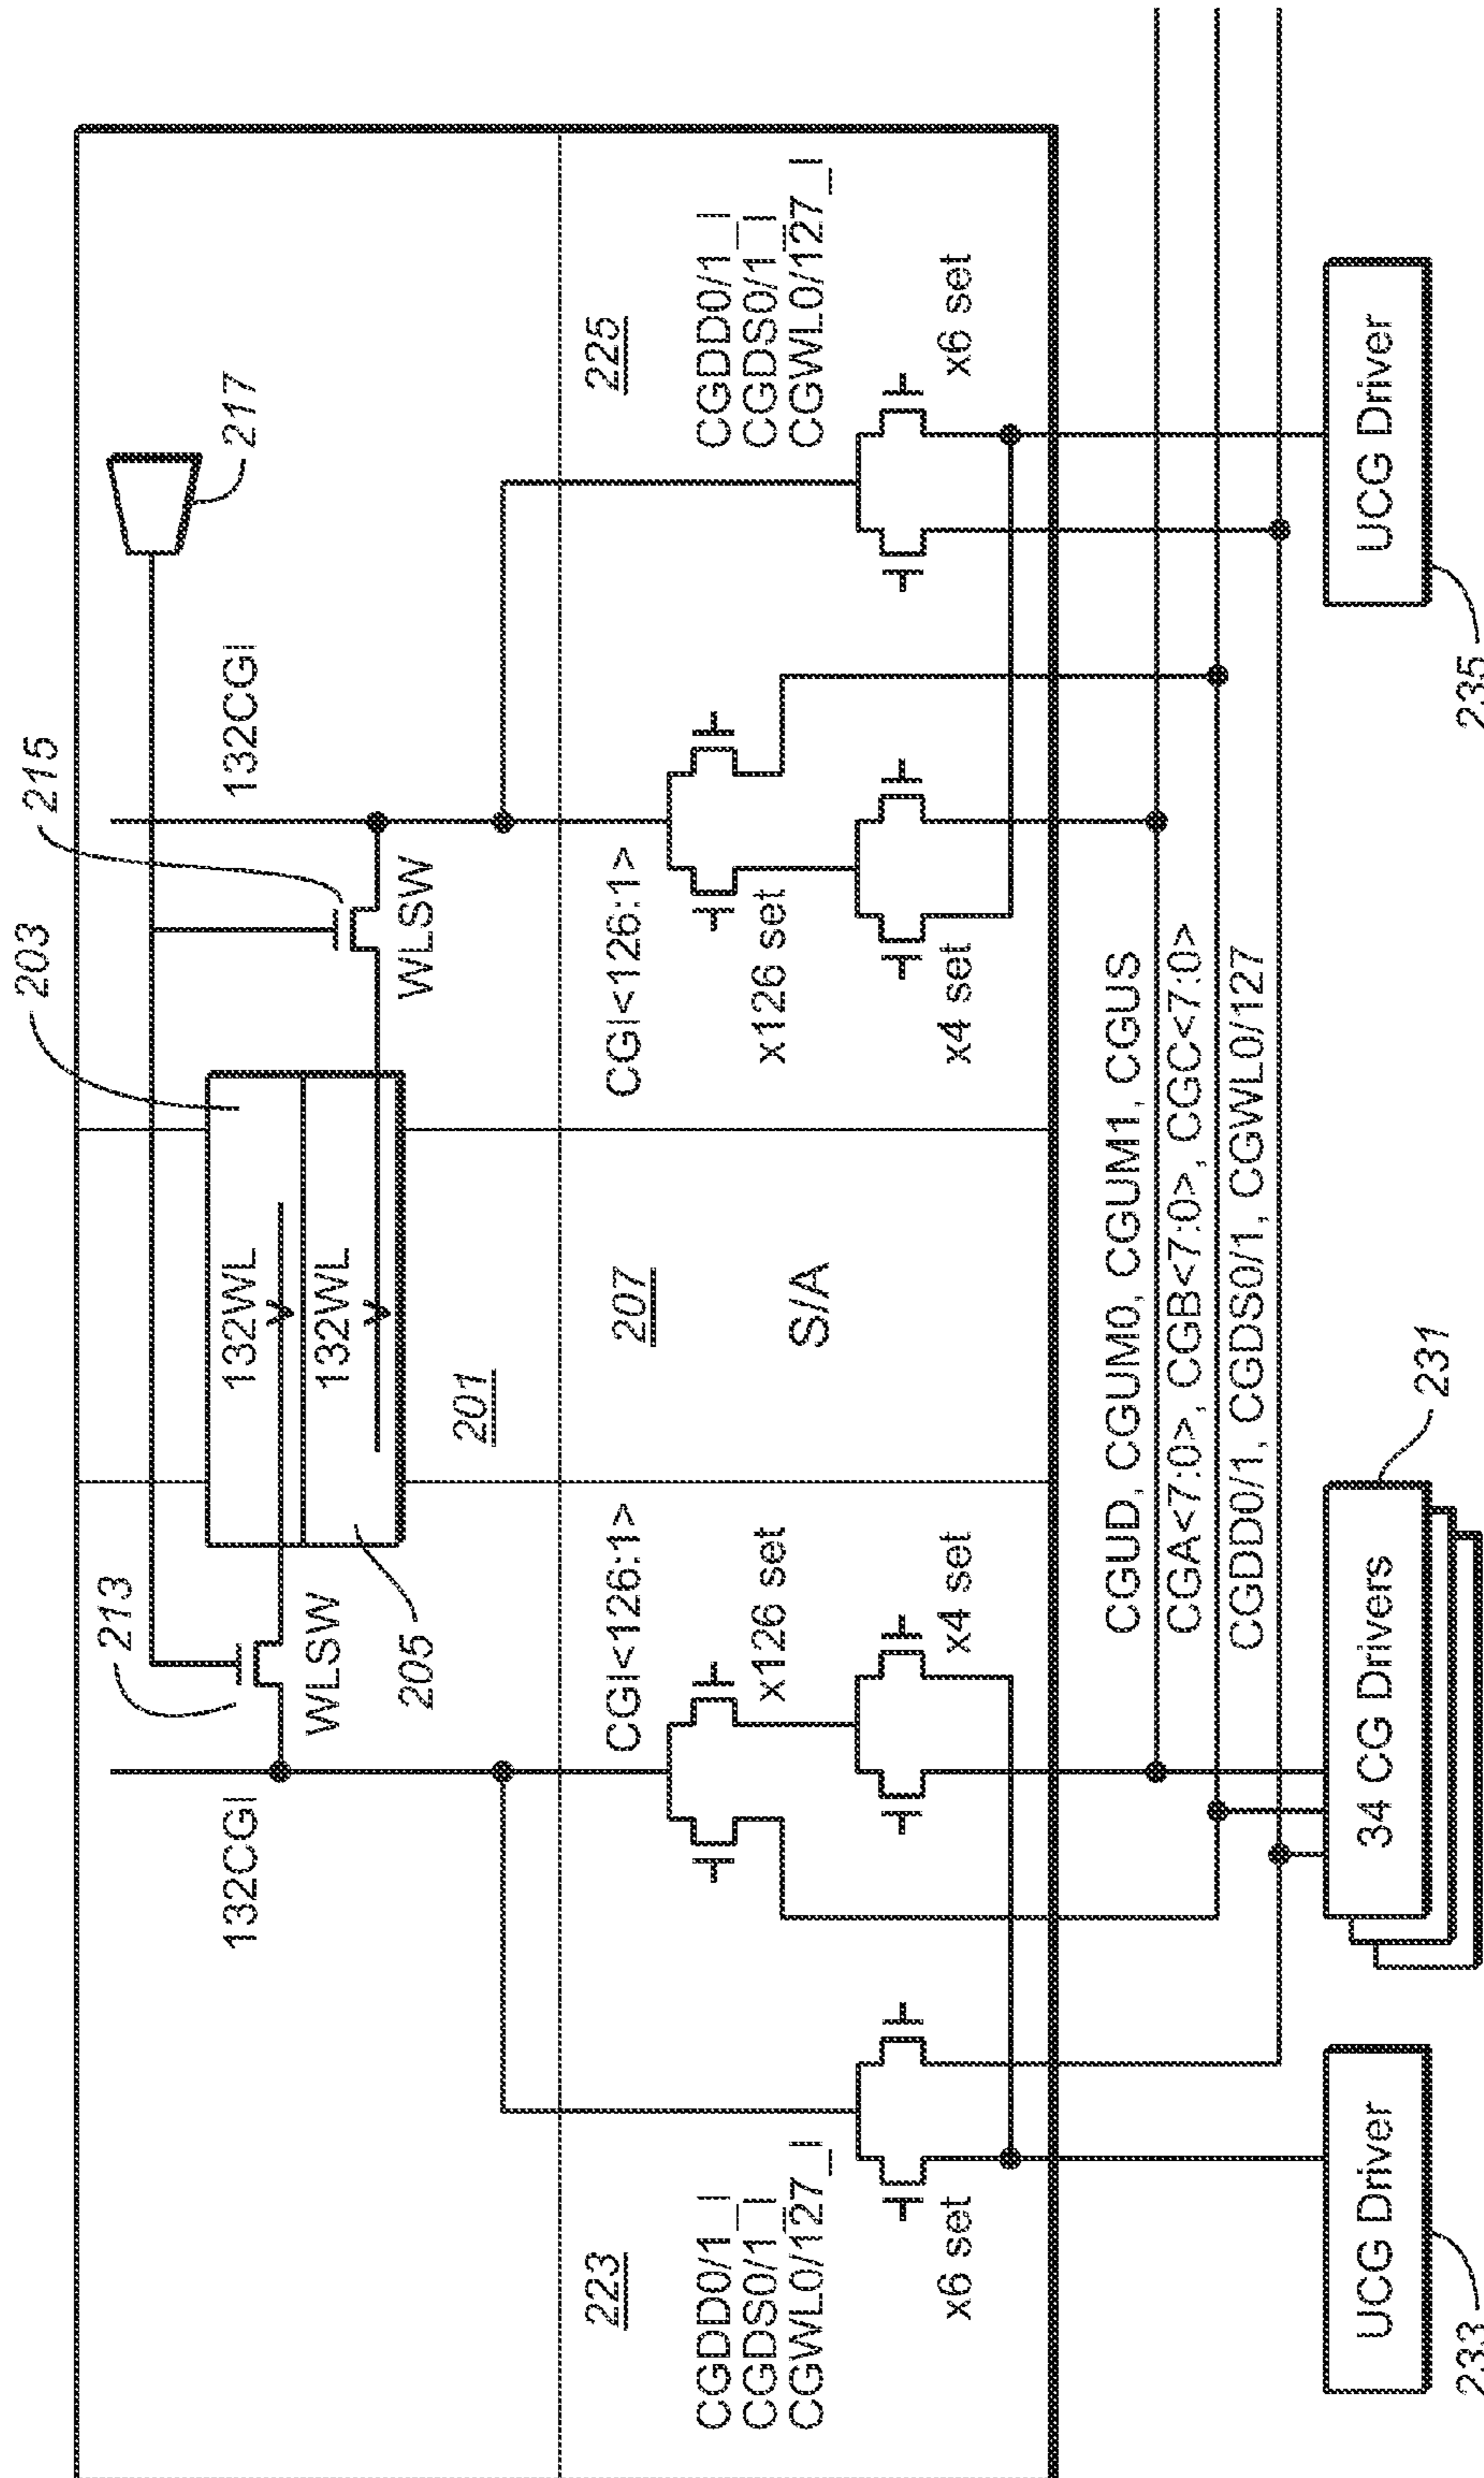 203
215
217
213
132CGI
132WL
132CGI
132WL
WLSW
WLSW
205
201
223
CGI<126:1>
207
CGI<126:1>
225
CGDD0/1_I
CGDS0/1_I
CGWL0/127_I
x126 set
S/A
x126 set
CGDD0/1_I
CGDS0/1_I
CGWL0/127_I
x6 set
x4 set
x4 set
x6 set
CGUD, CGUM0, CGUM1, CGUS
CGA<7:0>, CGB<7:0>, CGC<7:0>
CGDD0/1, CGDS0/1, CGWL0/127
UCG Driver
34 CG Drivers
UCG Driver
231
233
235